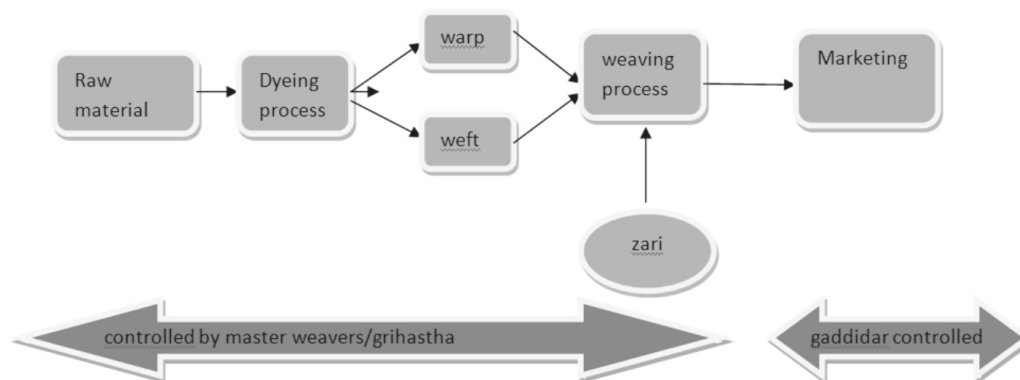 Raw
material
Dyeing
process
warp
weft
weaving
process
Marketing
zari
controlled by master weavers/grihastha
gaddidar controlled